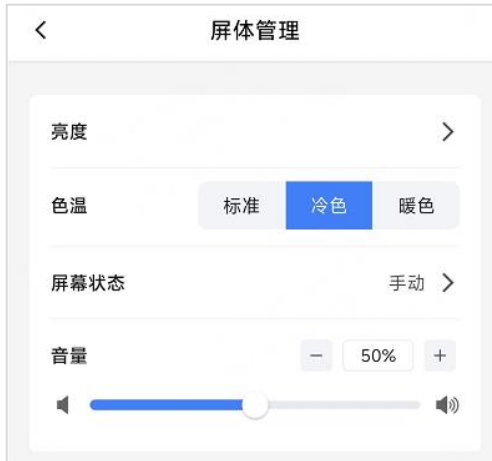 屏体管理
亮度
色温 标准 冷色 暖色
屏幕状态 手动
音量 － 50% ＋